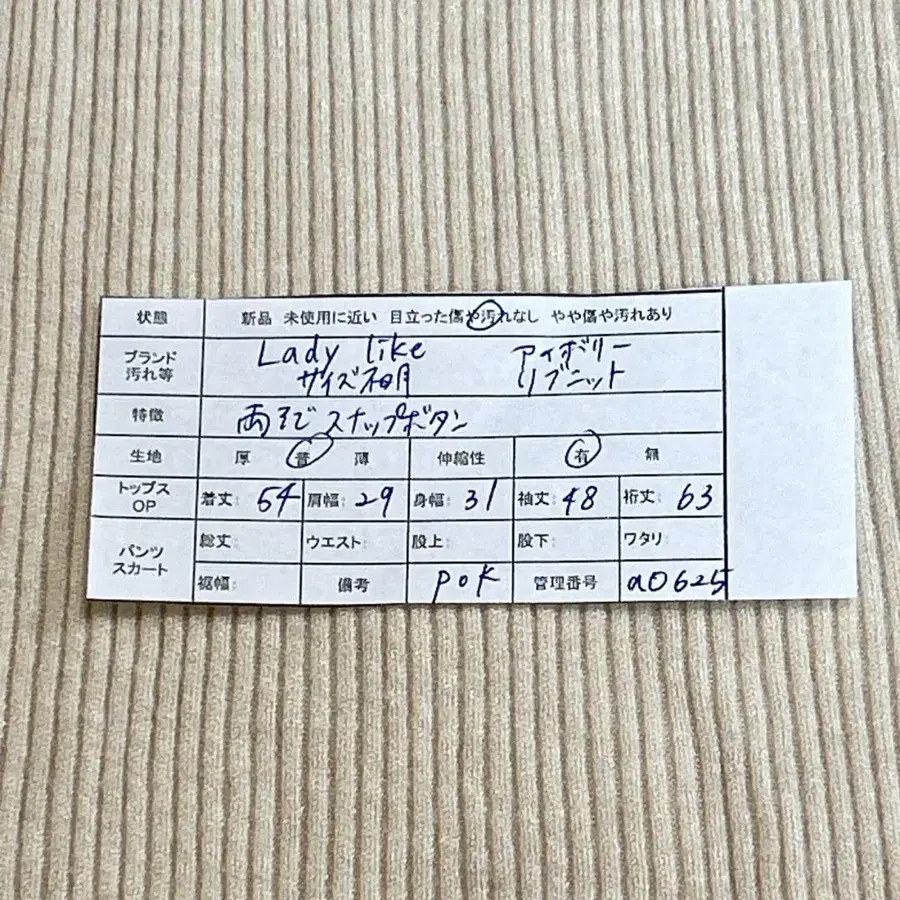 状態 新品 未使用に近い 目立った傷や汚れなし やや傷や汚れあり
ブランド Lady like アイボリー
汚れ等 サイズ相月 リブニット
特徴 両そで スナップボタン
生地 厚 普 薄 伸縮性 有 無
トップス OP 着丈: 54 肩幅: 29 身幅: 31 袖丈: 48 裄丈: 63
パンツ スカート 総丈: ウエスト: 股上: 股下: ワタリ:
裾幅: 備考 pok 管理番号 a0625